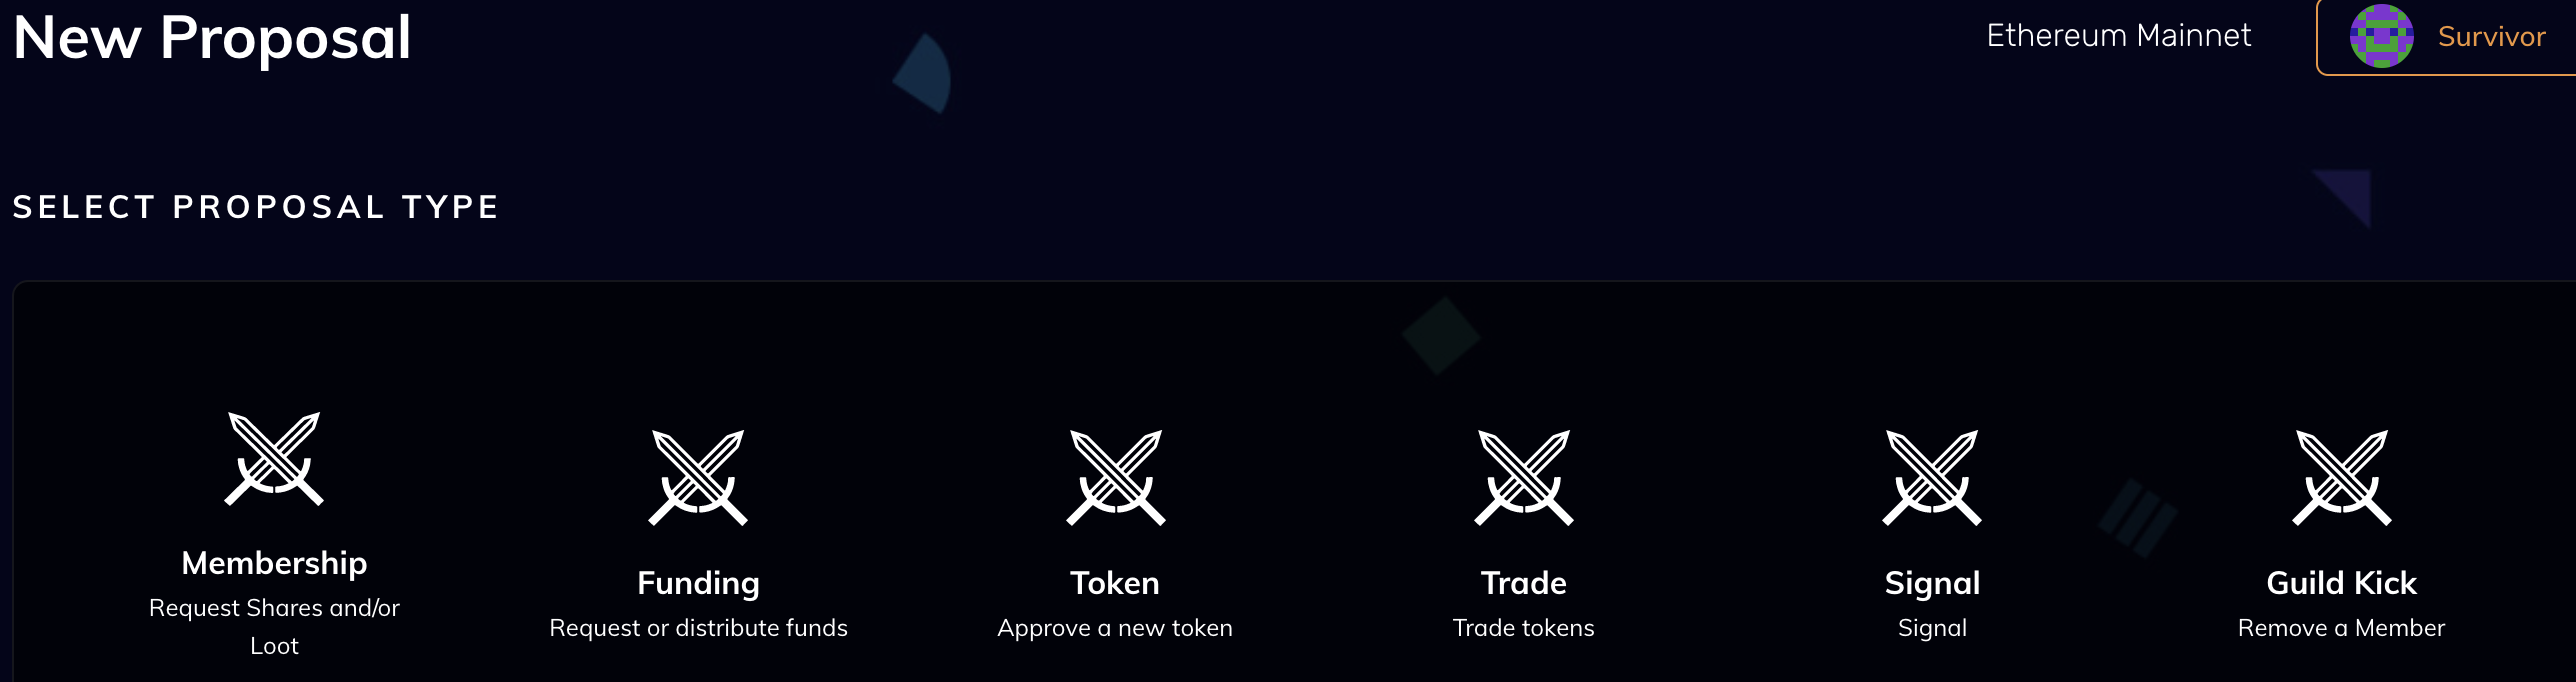 New Proposal
Ethereum Mainnet
Survivor
SELECT PROPOSAL TYPE
Membership
Request Shares and/or
Loot
Funding
Request or distribute funds
Token
Approve a new token
Trade
Trade tokens
Signal
Signal
Guild Kick
Remove a Member